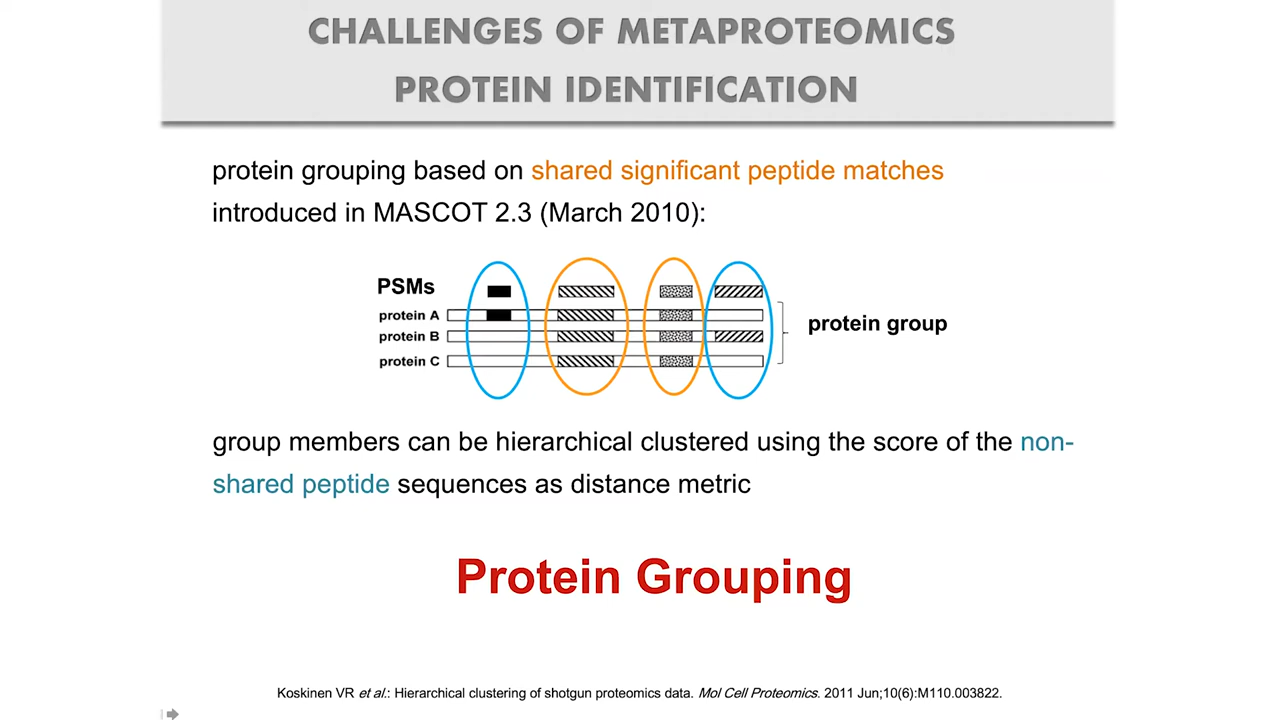 CHALLENGES OF METAPROTEOMICS
PROTEIN IDENTIFICATION
protein grouping based on shared significant peptide matches
introduced in MASCOT 2.3 (March 2010):
PSMs
protein A
protein B
protein C
protein group
group members can be hierarchical clustered using the score of the non-
shared peptide sequences as distance metric
Protein Grouping
Koskinen VR et al.: Hierarchical clustering of shotgun proteomics data. Mol Cell Proteomics. 2011 Jun;10(6):M110.003822.